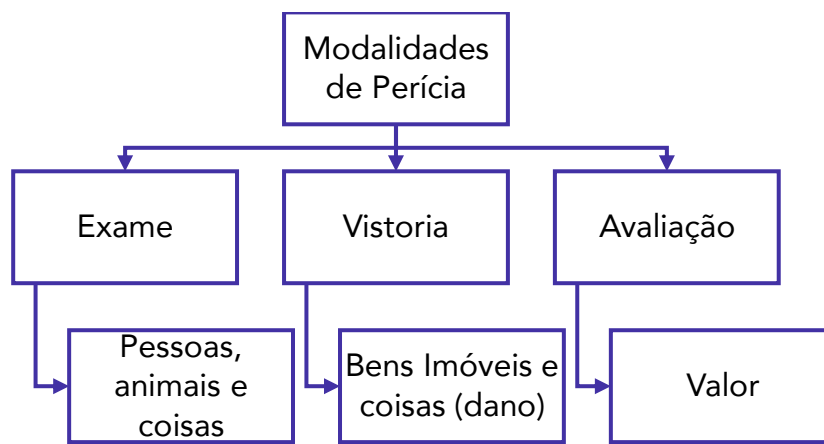 Modalidades
de Perícia
Exame
Vistoria
Avaliação
Pessoas,
animais e
coisas
Bens Imóveis e
coisas (dano)
Valor